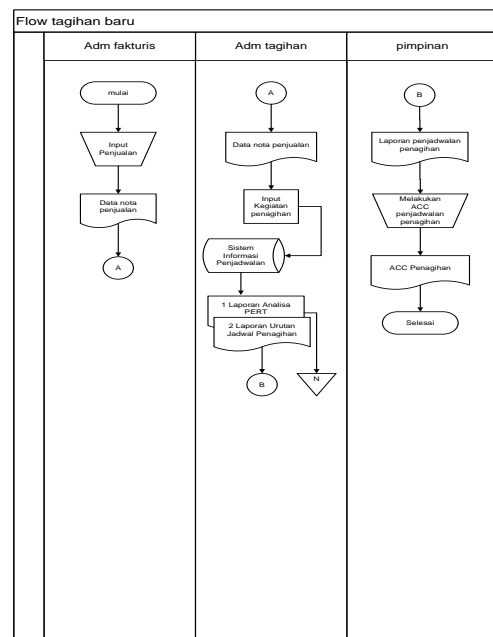 Flow tagihan baru
Adm fakturis
Adm tagihan
pimpinan
mulai
Input
Penjualan
Data nota
penjualan
A
A
Data nota penjualan
Input
Kegiatan
penagihan
Sistem
Informasi
Penjadwalan
1 Laporan Analisa
PERT
2 Laporan Urutan
Jadwal Penagihan
B
N
B
Laporan penjadwalan
penagihan
Melakukan
ACC
penjadwalan
penagihan
ACC Penagihan
Selesai